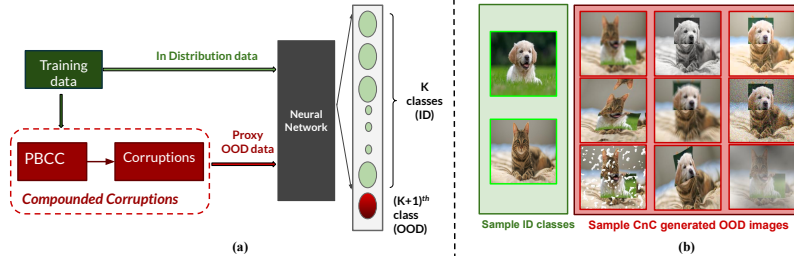 Training
data
In Distribution data
PBCC
Corruptions
Compounded Corruptions
Proxy
OOD data
Neural
Network
K
classes
(ID)
(K+1)th
class
(OOD)
(a)
Sample ID classes
Sample CnC generated OOD images
(b)